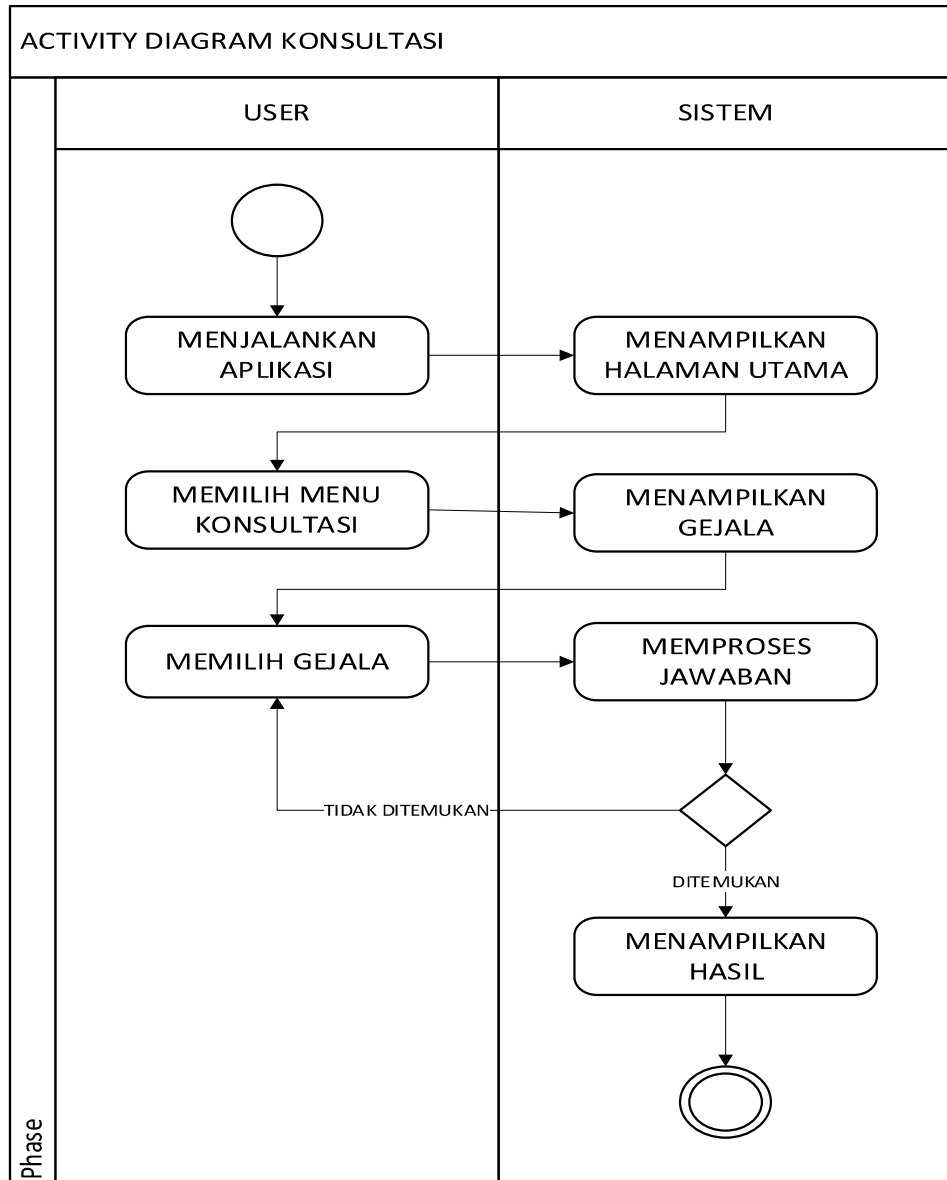 ACTIVITY DIAGRAM KONSULTASI
USER
SISTEM
MENJALANKAN
APLIKASI
MENAMPILKAN
HALAMAN UTAMA
MEMILIH MENU
KONSULTASI
MENAMPILKAN
GEJALA
MEMILIH GEJALA
MEMPROSES
JAWABAN
TIDAK DITEMUKAN
DITEMUKAN
MENAMPILKAN
HASIL
Phase